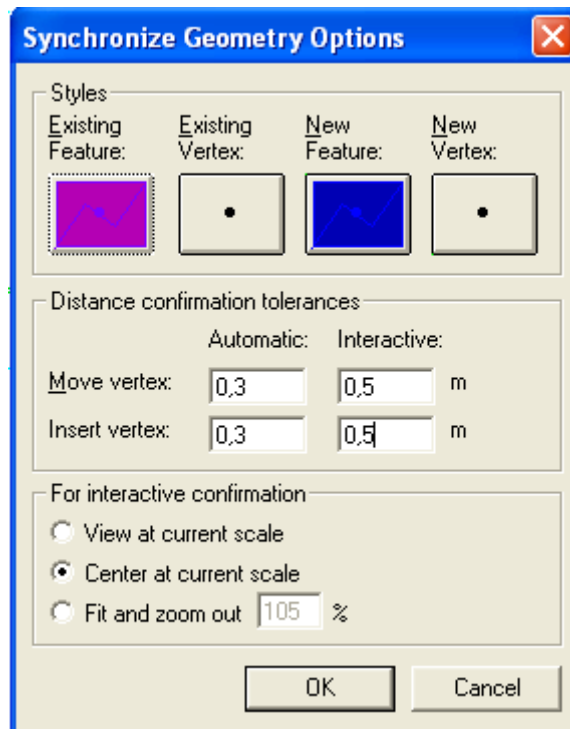 Synchronize Geometry Options
Styles
Existing Feature: Existing Vertex: New Feature: New Vertex:
Distance confirmation tolerances
Automatic: Interactive:
Move vertex: 0,3 0,5 m
Insert vertex: 0,3 0,5 m
For interactive confirmation
View at current scale
Center at current scale
Fit and zoom out 105 %
OK Cancel